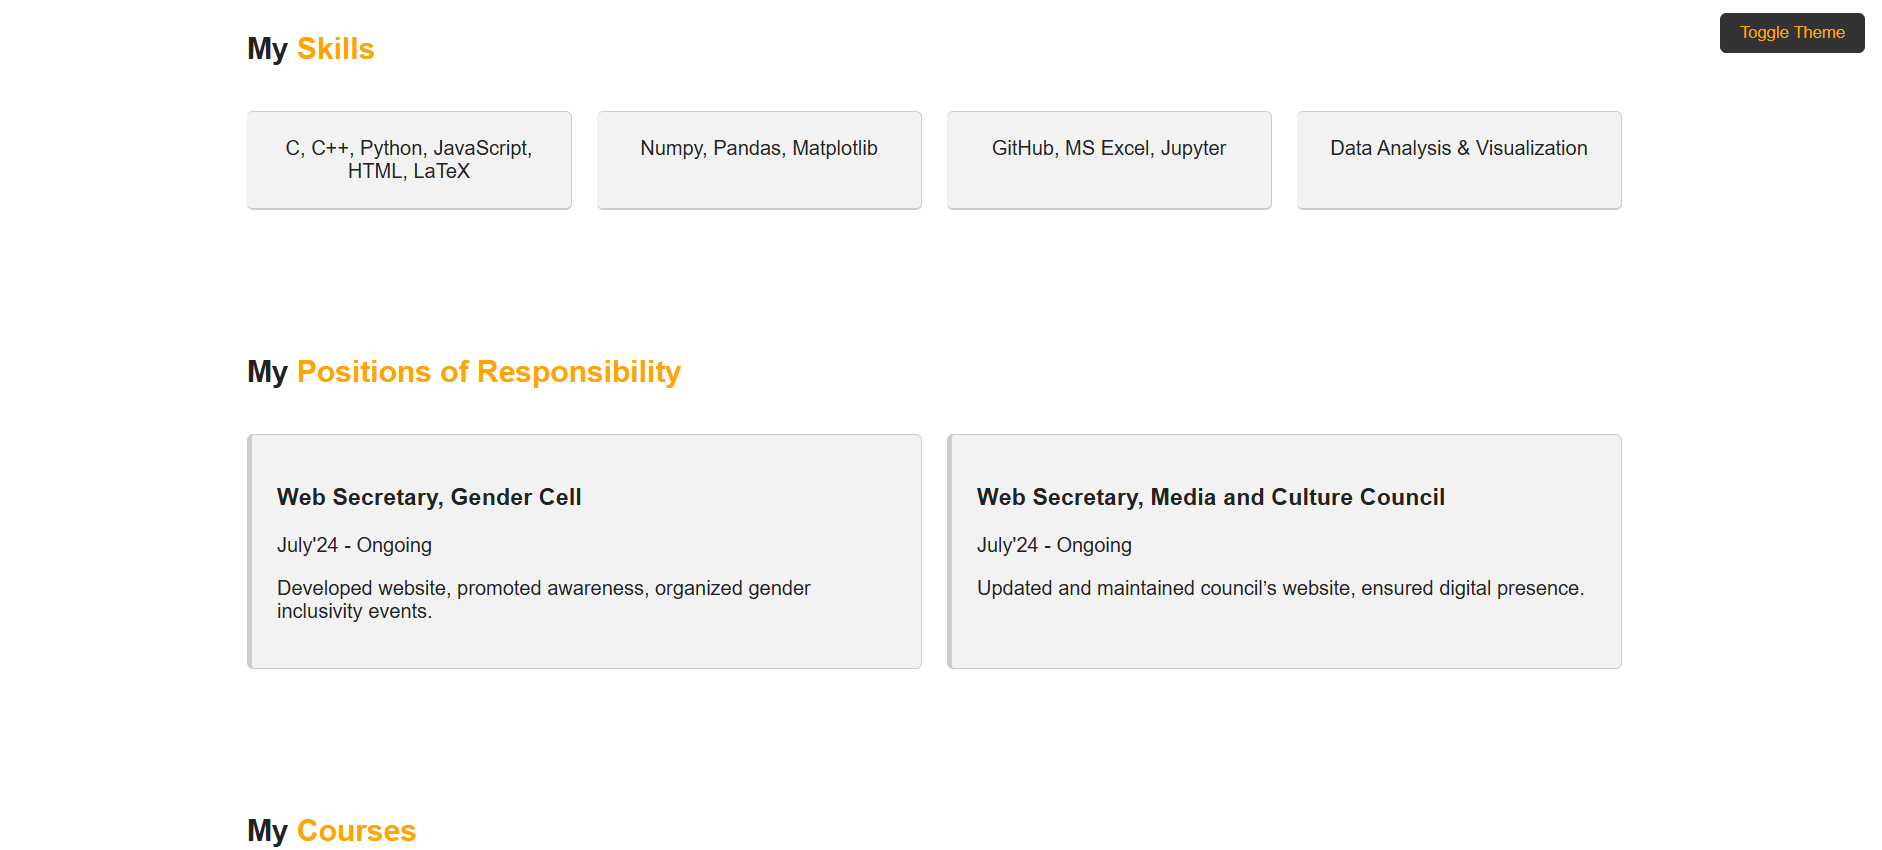 Toggle Theme
My Skills
C, C++, Python, JavaScript,
HTML, LaTeX
Numpy, Pandas, Matplotlib
GitHub, MS Excel, Jupyter
Data Analysis & Visualization
My Positions of Responsibility
Web Secretary, Gender Cell
July'24 - Ongoing
Developed website, promoted awareness, organized gender
inclusivity events.
Web Secretary, Media and Culture Council
July'24 - Ongoing
Updated and maintained council’s website, ensured digital presence.
My Courses